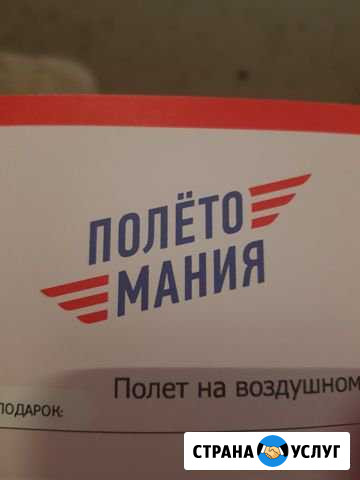 ПОЛЁТО
МАНИЯ
Полет на воздушном
ПОДАРОК:
СТРАНА УСЛУГ